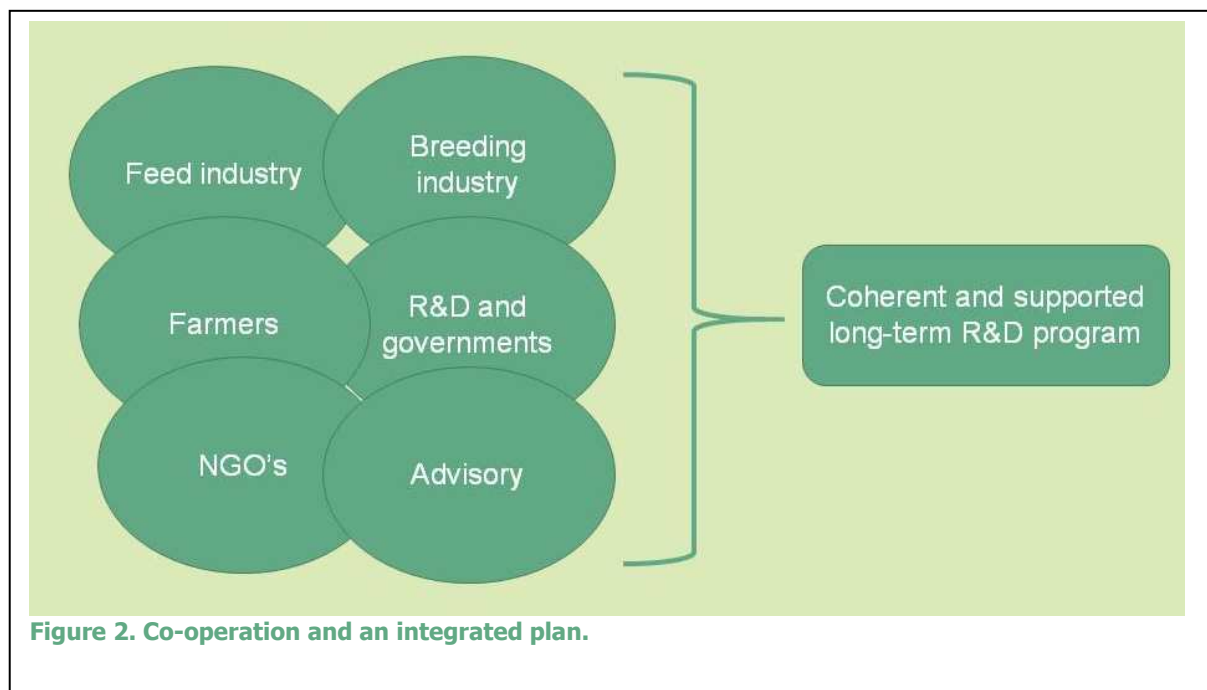 Feed industry
Breeding
industry
Farmers
R&D and
governments
NGO's
Advisory
Coherent and supported
long-term R&D program
Figure 2. Co-operation and an integrated plan.